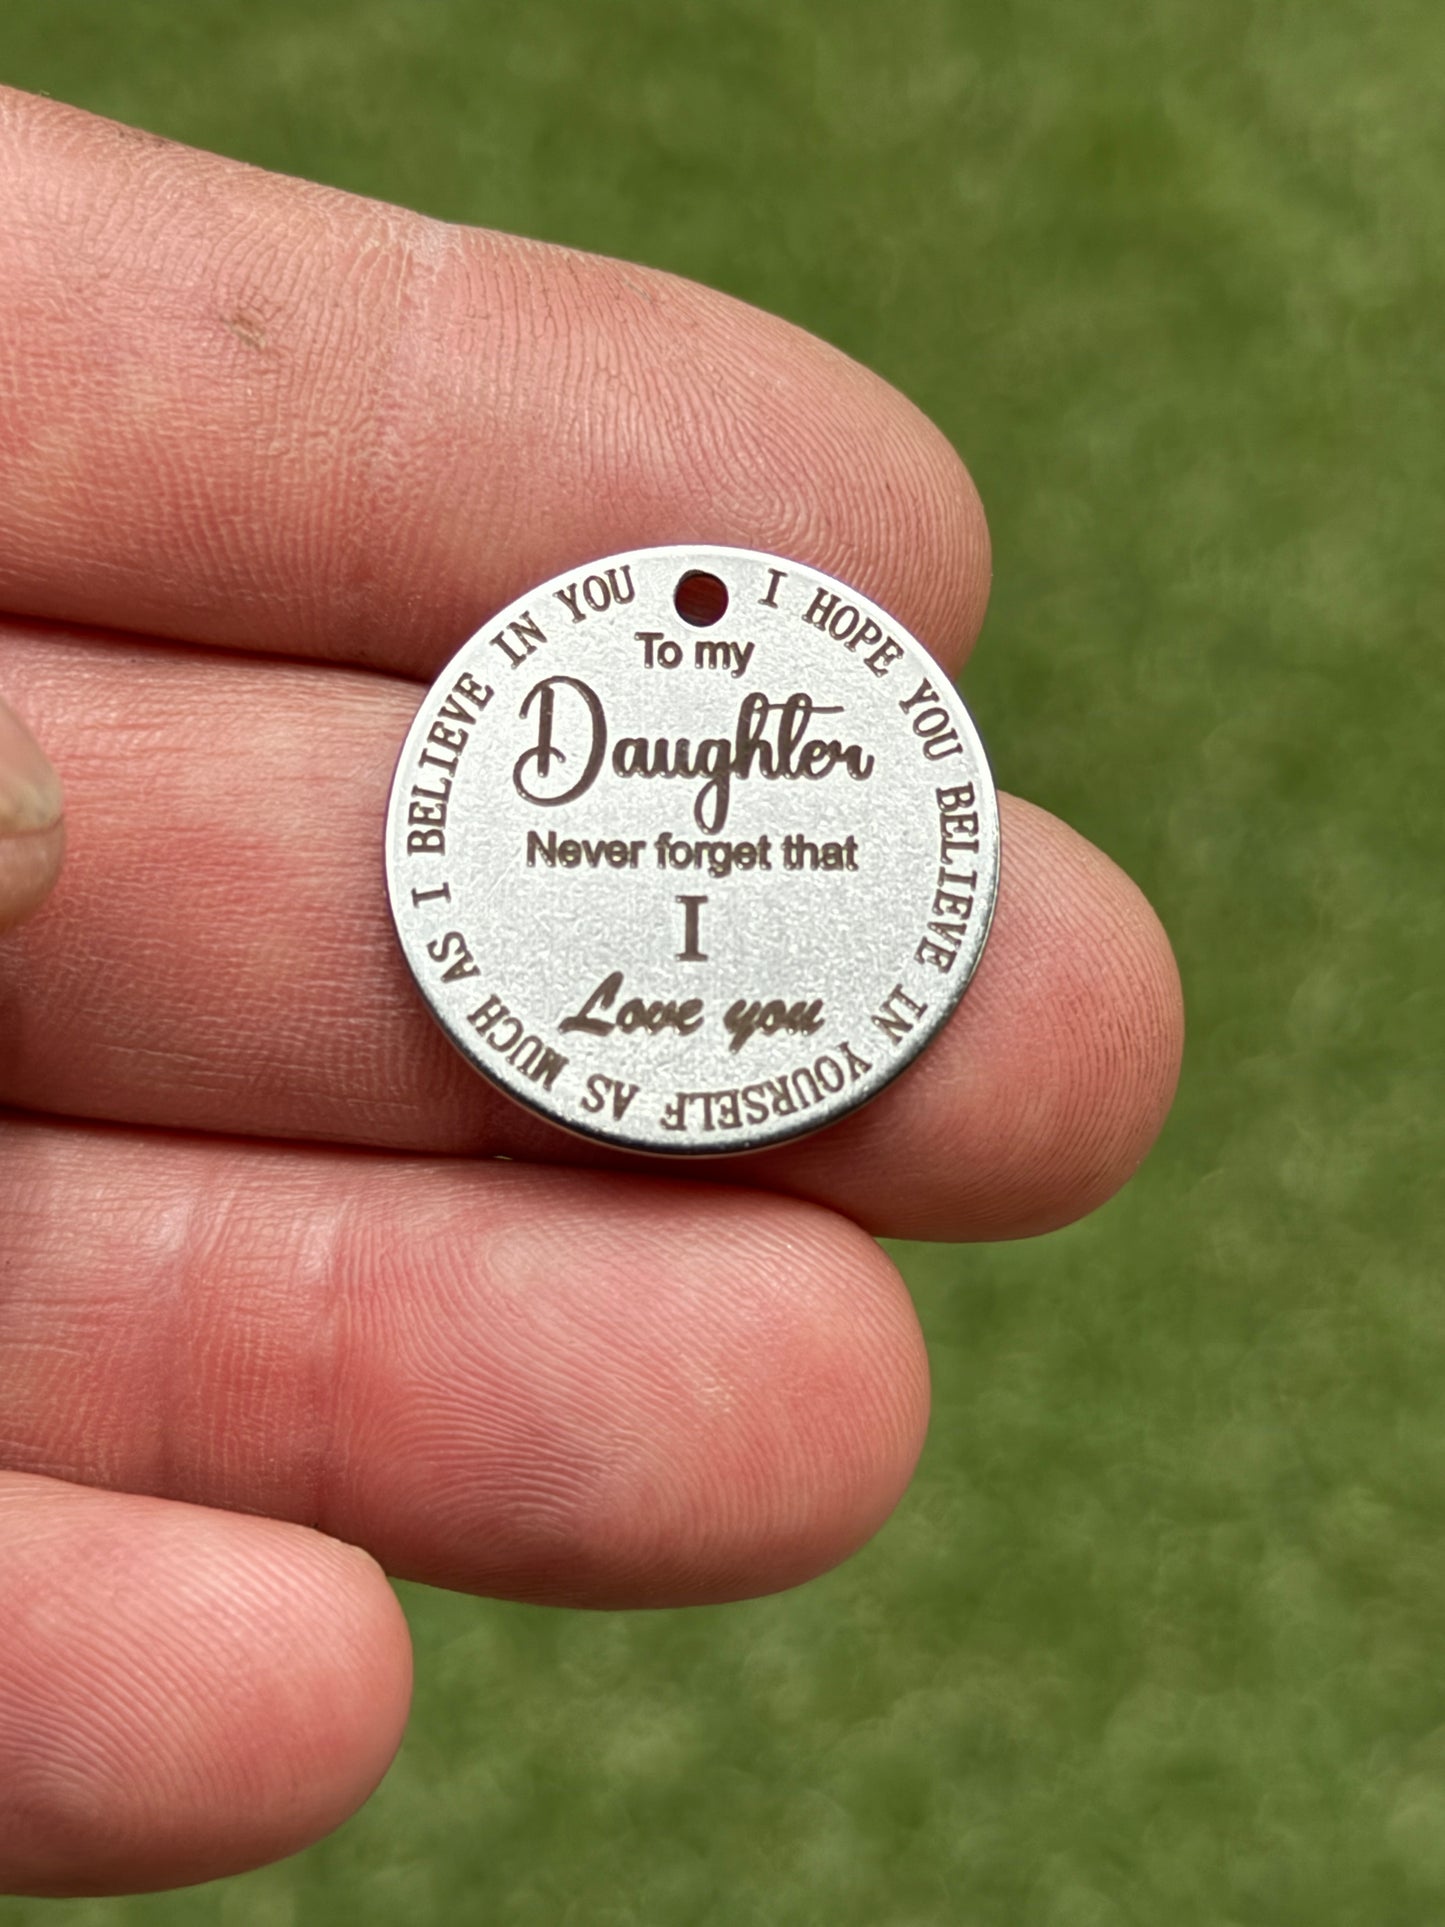 To my
Daughter
Never forget that
I
Love you
I HOPE YOU BELIEVE IN YOURSELF AS MUCH AS I BELIEVE IN YOU